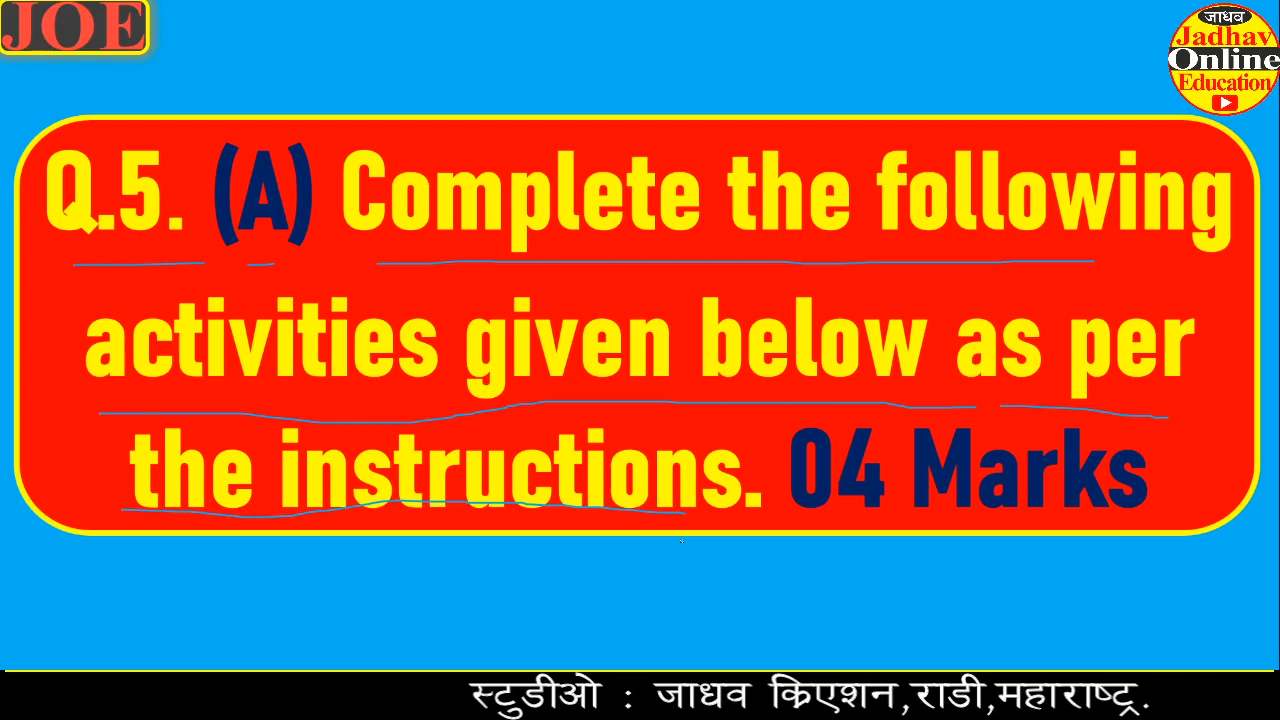 JOE
जाधव
Jadhav
Online
Education
Q.5. (A) Complete the following
activities given below as per
the instructions. 04 Marks
स्टुडीओ : जाधव क्रिएशन,राडी,महाराष्ट्र.